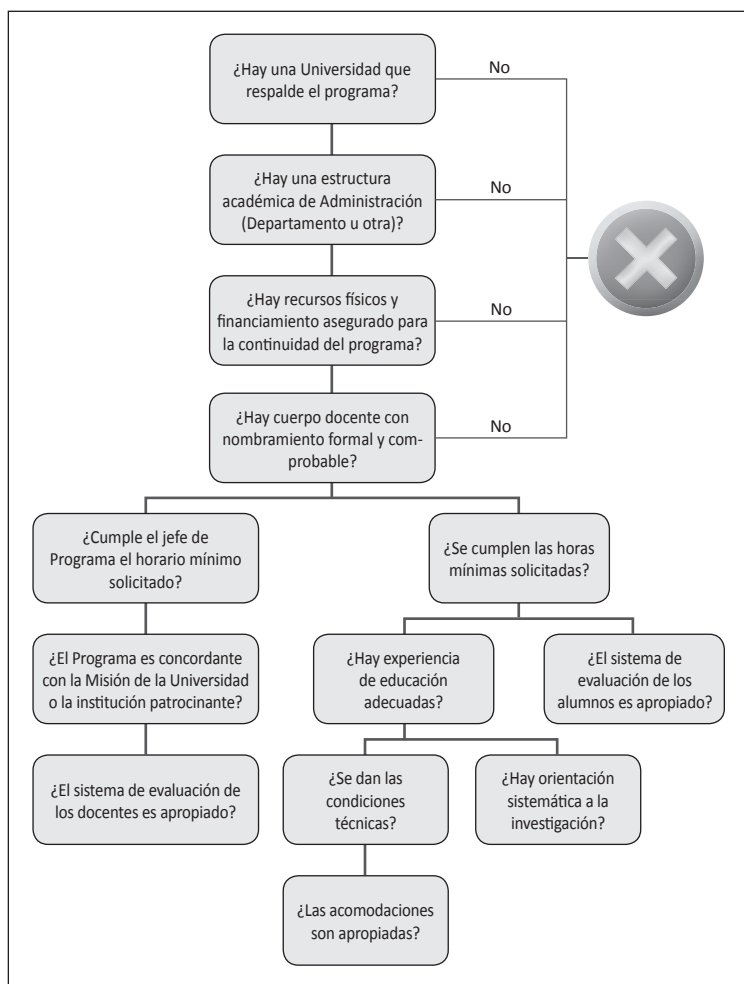 ¿Hay una Universidad que
respalde el programa?
No
¿Hay una estructura
académica de Administración
(Departamento u otra)?
No
¿Hay recursos físicos y
financiamiento asegurado para
la continuidad del programa?
No
¿Hay cuerpo docente con
nombramiento formal y com-
probable?
No
¿Cumple el jefe de
Programa el horario mínimo
solicitado?
¿Se cumplen las horas
mínimas solicitadas?
¿El Programa es concordante
con la Misión de la Universidad
o la institución patrocinante?
¿Hay experiencia
de educación
adecuadas?
¿El sistema de
evaluación de los
alumnos es apropiado?
¿El sistema de evaluación de
los docentes es apropiado?
¿Se dan las
condiciones
técnicas?
¿Hay orientación
sistemática a la
investigación?
¿Las acomodaciones
son apropiadas?